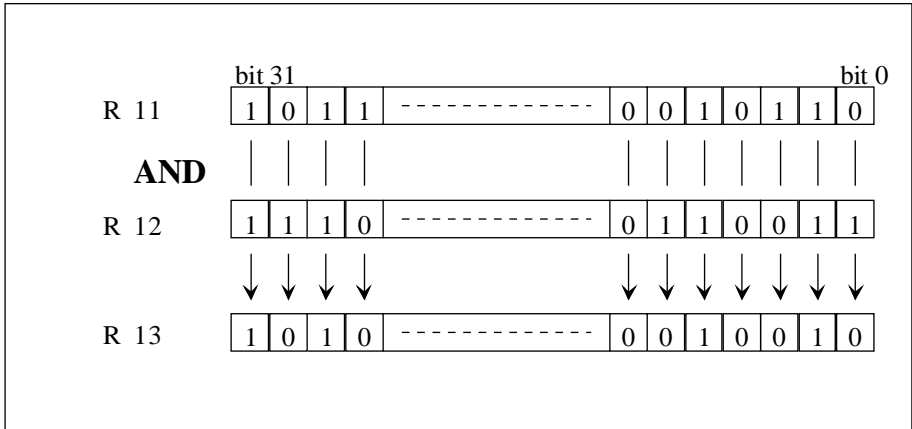 bit 31 bit 0
R 11 1 0 1 1 0 0 1 0 1 1 0
AND
R 12 1 1 1 0 0 1 1 0 0 1 1
R 13 1 0 1 0 0 0 1 0 0 1 0